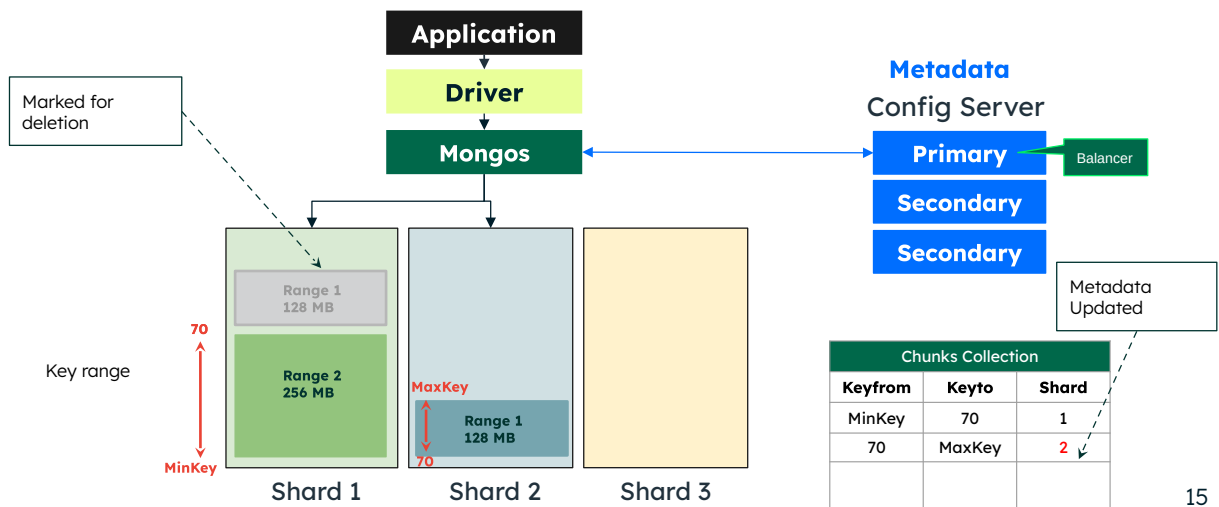 Application
Driver
Mongos
Marked for
deletion
Metadata
Config Server
Primary
Balancer
Secondary
Secondary
Metadata
Updated
Range 1
128 MB
70
Key range
Range 2
256 MB
MinKey
MaxKey
Range 1
128 MB
70
Shard 1
Shard 2
Shard 3
Chunks Collection
Keyfrom Keyto Shard
MinKey 70 1
70 MaxKey 2
15